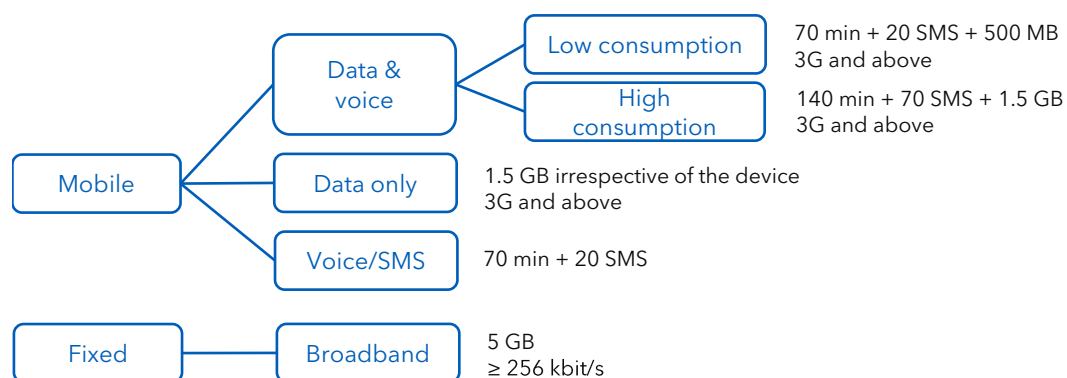 Mobile
Data &
voice
Low consumption
70 min + 20 SMS + 500 MB
3G and above
High
consumption
140 min + 70 SMS + 1.5 GB
3G and above
Data only
1.5 GB irrespective of the device
3G and above
Voice/SMS
70 min + 20 SMS
Fixed
Broadband
5 GB
≥ 256 kbit/s